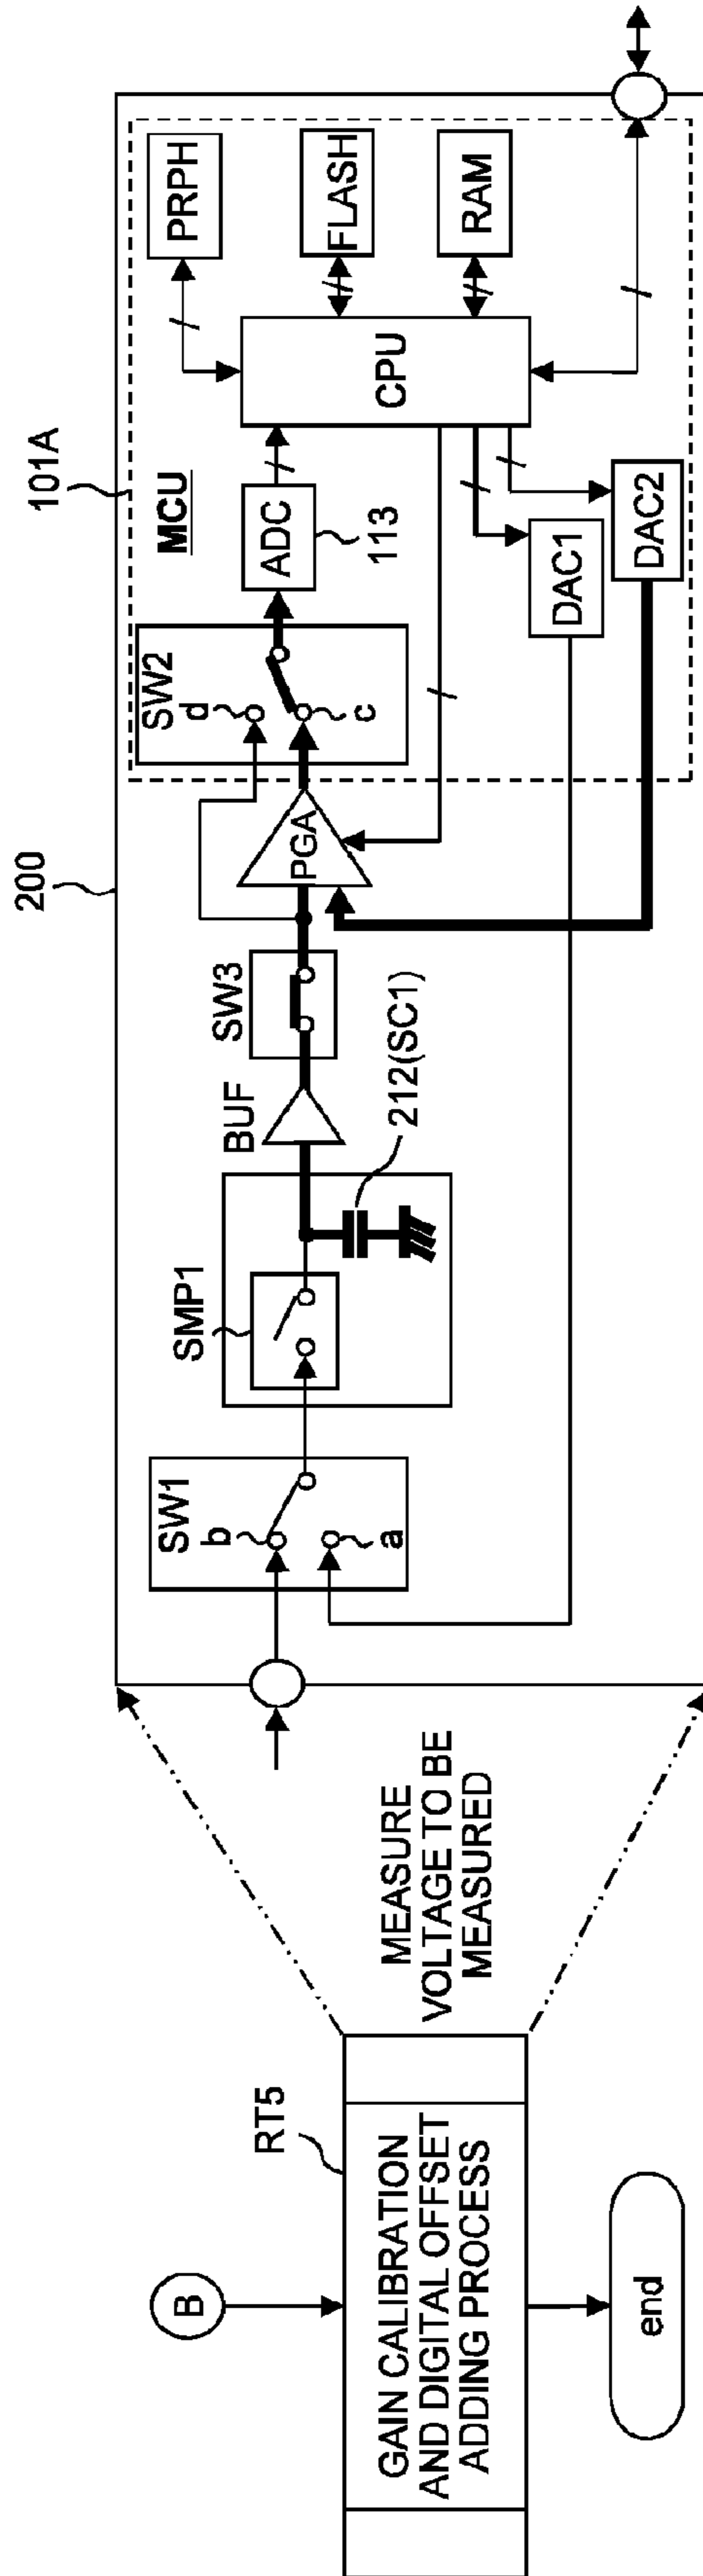 B
RT5
GAIN CALIBRATION
AND DIGITAL OFFSET
ADDING PROCESS
end
MEASURE
VOLTAGE TO BE
MEASURED
200
101A
SW1
b
a
SMP1
212(SC1)
BUF
SW3
PGA
SW2
d
c
MCU
ADC
113
CPU
PRPH
FLASH
RAM
DAC1
DAC2